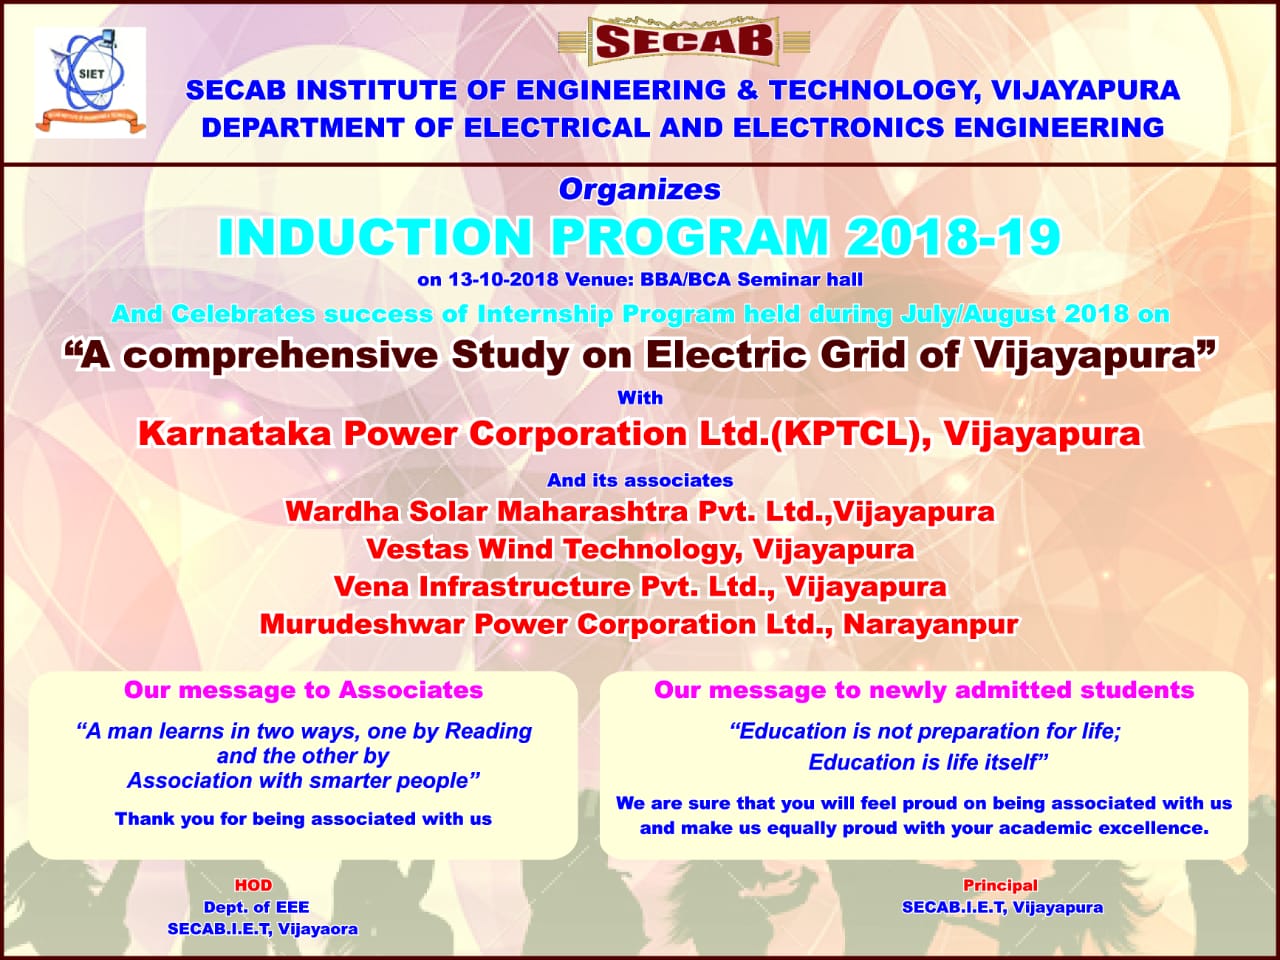 SECAB
SIET
SECAB INSTITUTE OF ENGINEERING & TECHNOLOGY
SECAB INSTITUTE OF ENGINEERING & TECHNOLOGY, VIJAYAPURA
DEPARTMENT OF ELECTRICAL AND ELECTRONICS ENGINEERING
Organizes
INDUCTION PROGRAM 2018-19
on 13-10-2018 Venue: BBA/BCA Seminar hall
And Celebrates success of Internship Program held during July/August 2018 on
“A comprehensive Study on Electric Grid of Vijayapura”
With
Karnataka Power Corporation Ltd.(KPTCL), Vijayapura
And its associates
Wardha Solar Maharashtra Pvt. Ltd.,Vijayapura
Vestas Wind Technology, Vijayapura
Vena Infrastructure Pvt. Ltd., Vijayapura
Murudeshwar Power Corporation Ltd., Narayanpur
Our message to Associates
“A man learns in two ways, one by Reading
and the other by
Association with smarter people”
Thank you for being associated with us
Our message to newly admitted students
“Education is not preparation for life;
Education is life itself”
We are sure that you will feel proud on being associated with us
and make us equally proud with your academic excellence.
HOD
Dept. of EEE
SECAB.I.E.T, Vijayaora
Principal
SECAB.I.E.T, Vijayapura